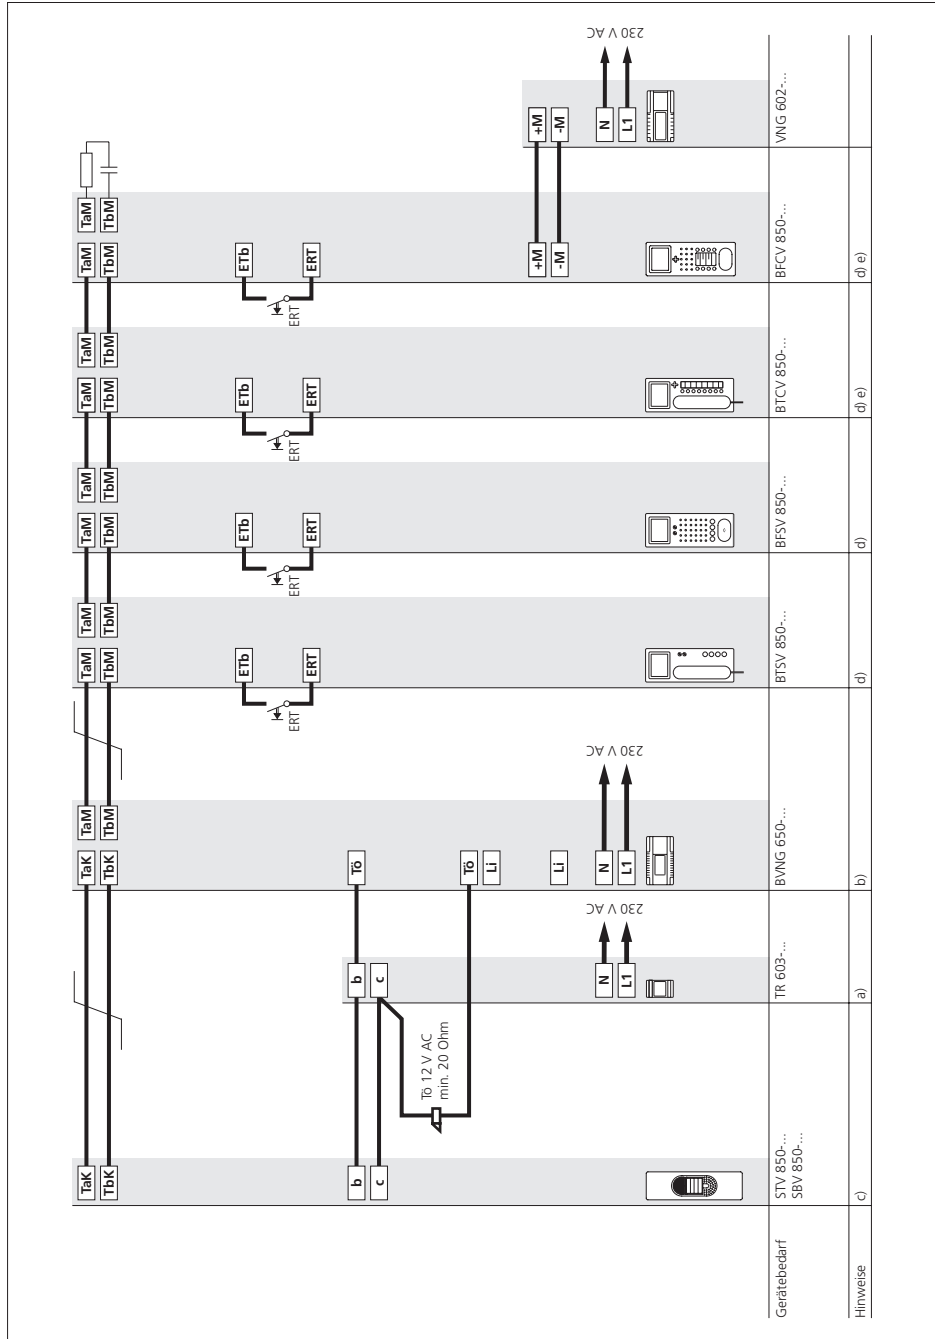 TaK TaK TaM TaM TaM TaM TaM TaM TaM TaM TaM
TbK TbK TbM TbM TbM TbM TbM TbM TbM TbM TbM
ETb ETb ETb ETb
ERT ERT ERT ERT
ERT ERT ERT ERT
b b Tö
c c
Tö 12 V AC
min. 20 Ohm
Tö
Li
+M +M
Li -M -M
N N N
230 V AC 230 V AC 230 V AC
L1 L1 L1
Gerätebedarf STV 850-... TR 603-... BVNG 650-... BTSV 850-... BFSV 850-... BTCV 850-... BFCV 850-... VNG 602-...
SBV 850-...
Hinweise c) a) b) d) d) d) e) d) e)